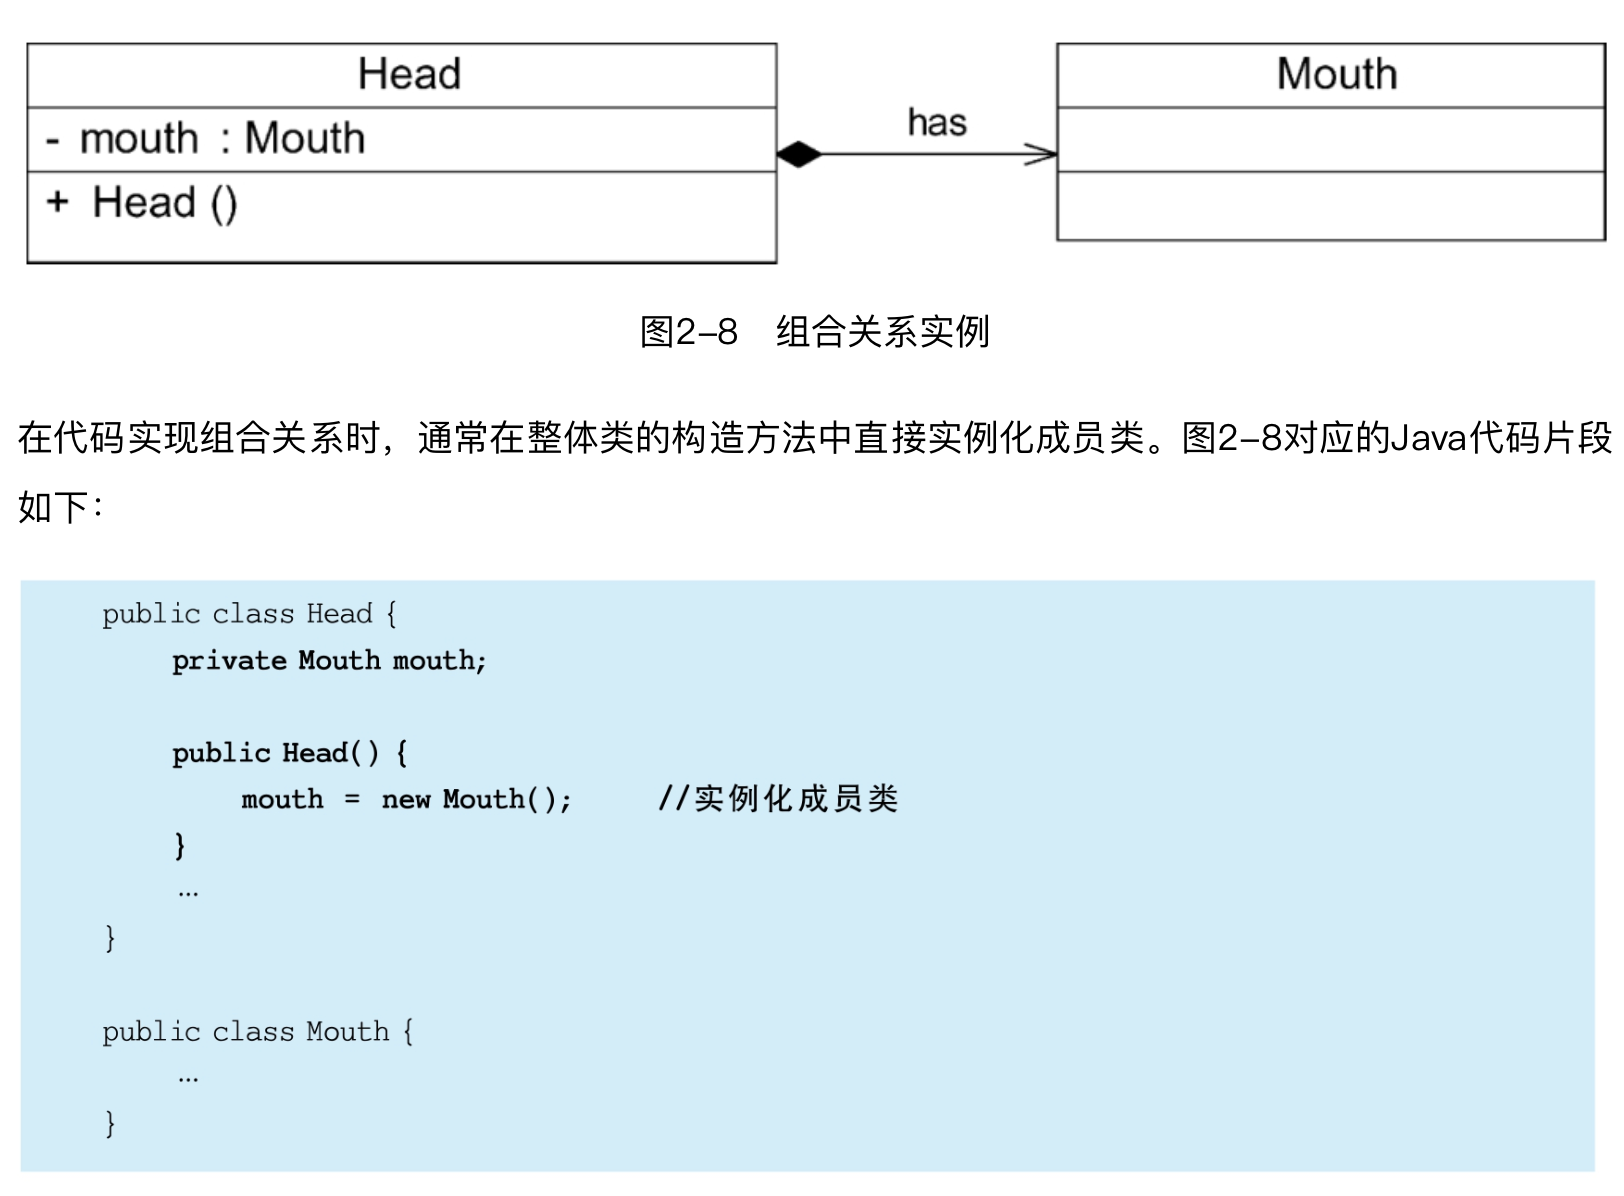 Head
- mouth : Mouth
+ Head ()
has
Mouth
图2-8 组合关系实例
在代码实现组合关系时，通常在整体类的构造方法中直接实例化成员类。图2-8对应的Java代码片段
如下：
public class Head {
private Mouth mouth;
public Head() {
mouth = new Mouth(); //实例化成员类
}
…
}
public class Mouth {
…
}